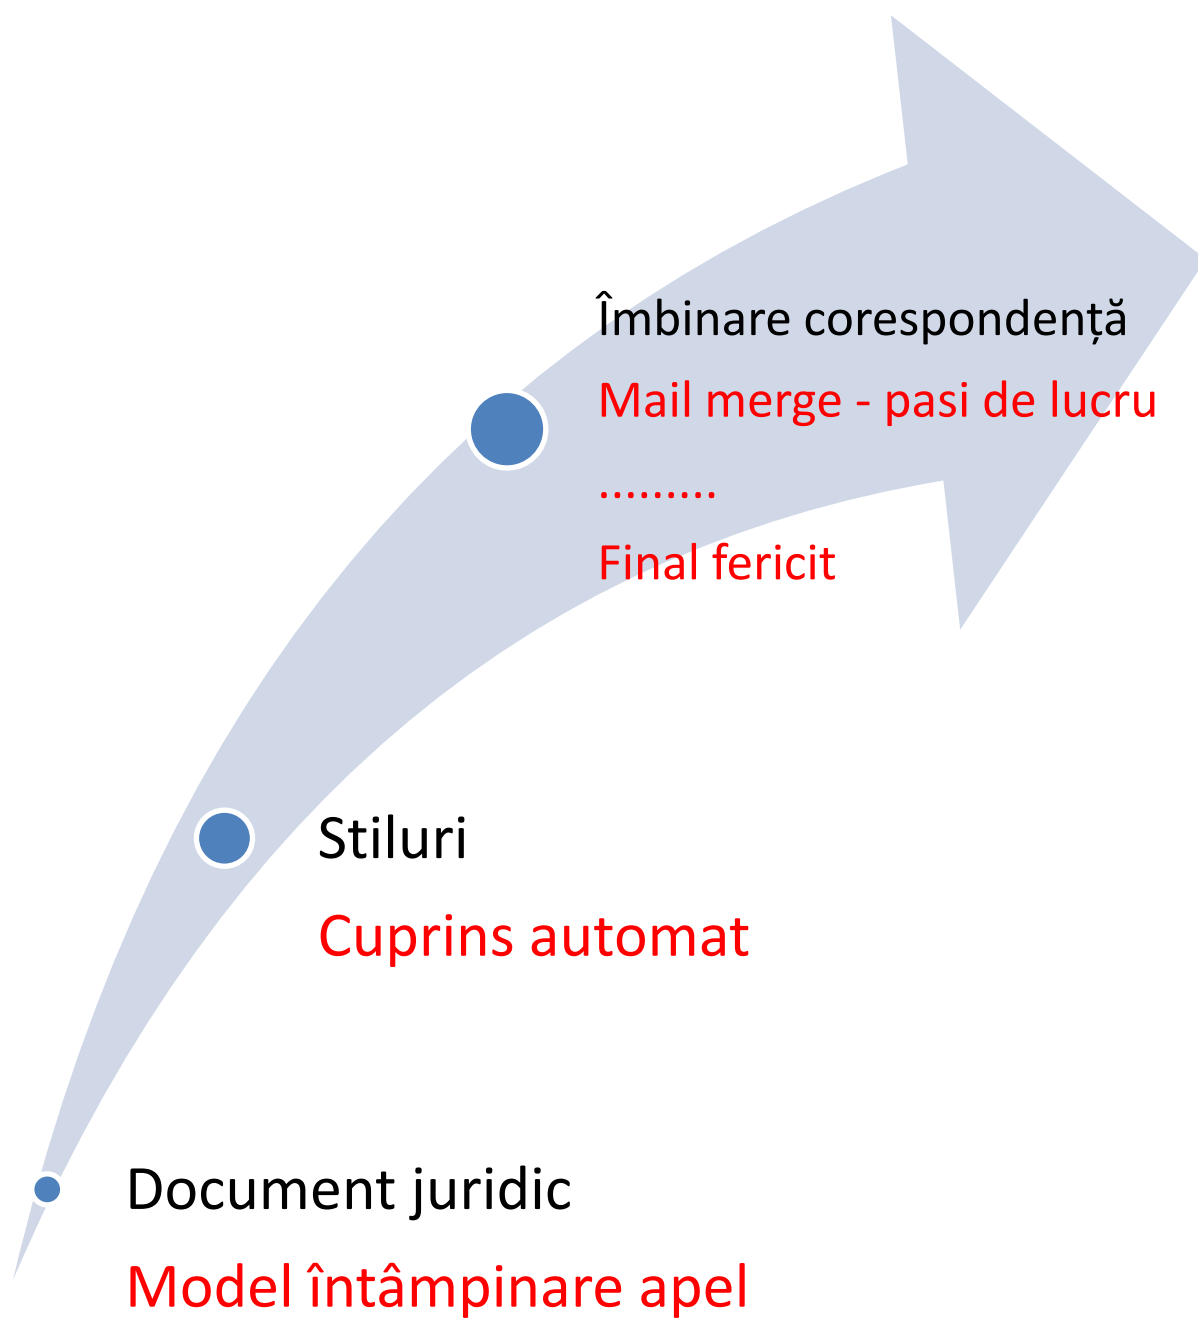 Îmbinare corespondență
Mail merge - pasi de lucru
.........
Final fericit
Stiluri
Cuprins automat
Document juridic
Model întâmpinare apel